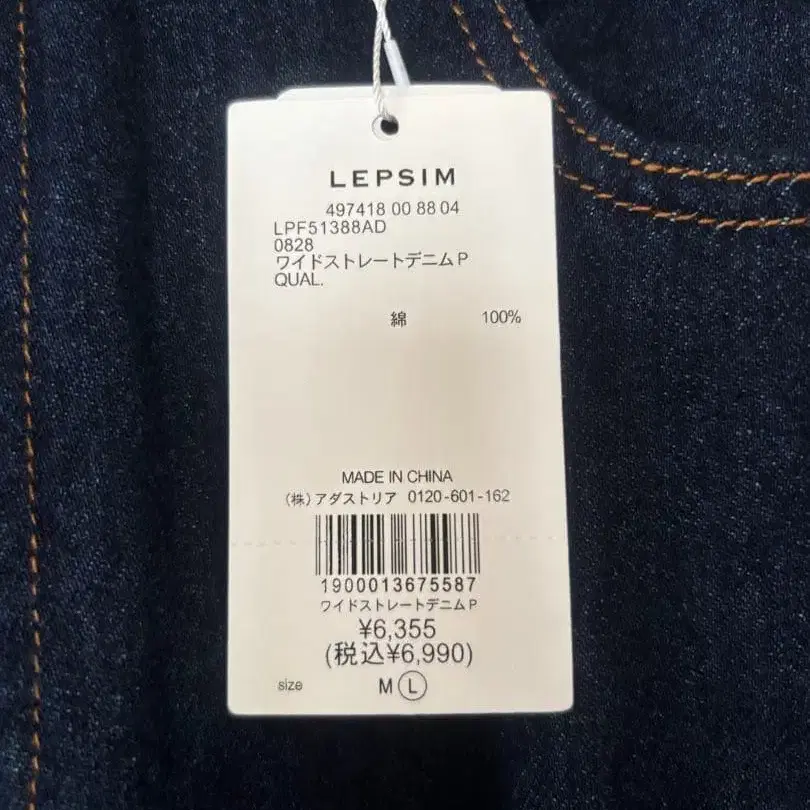 LEPSIM
497418 00 88 04
LPF51388AD
0828
ワイドストレートデニムP
QUAL.
綿 100%
MADE IN CHINA
(株)アダストリア 0120-601-162
1900013675587
ワイドストレートデニムP
¥6,355
(税込¥6,990)
size M L